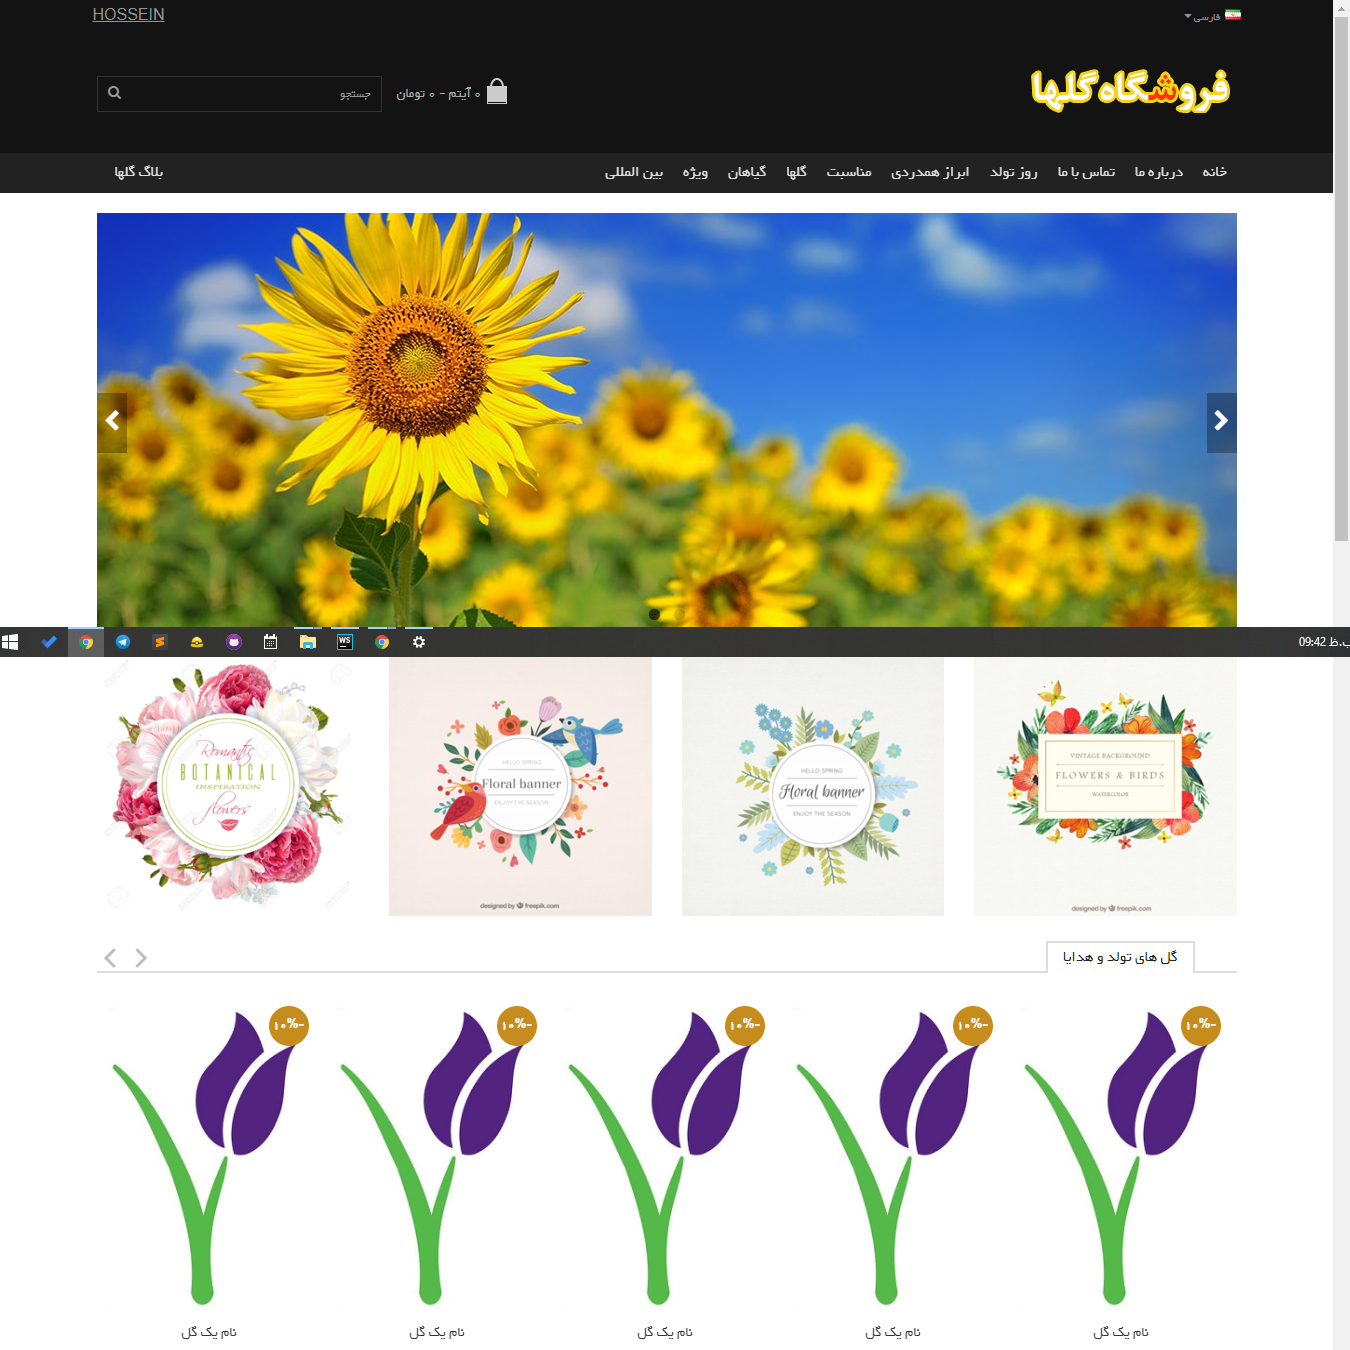 HOSSEIN
فارسی
فروشگاه گلها
۰ آیتم - ۰ تومان
جستجو
خانه درباره ما تماس با ما روز تولد ابراز همدردی مناسبت گلها گیاهان ویژه بین المللی بلاگ گلها
WS
09:42 ب.ظ
Romantic
BOTANICAL
INSPIRATION
flowers
HELLO SPRING
Floral banner
ENJOY THE SEASON
designed by freepik.com
HELLO SPRING
Floral banner
ENJOY THE SEASON
VINTAGE BACKGROUND
FLOWERS & BIRDS
WATERCOLOR
designed by freepik.com
گل های تولد و هدایا
-۱۰%
-۱۰%
-۱۰%
-۱۰%
-۱۰%
نام یک گل
نام یک گل
نام یک گل
نام یک گل
نام یک گل